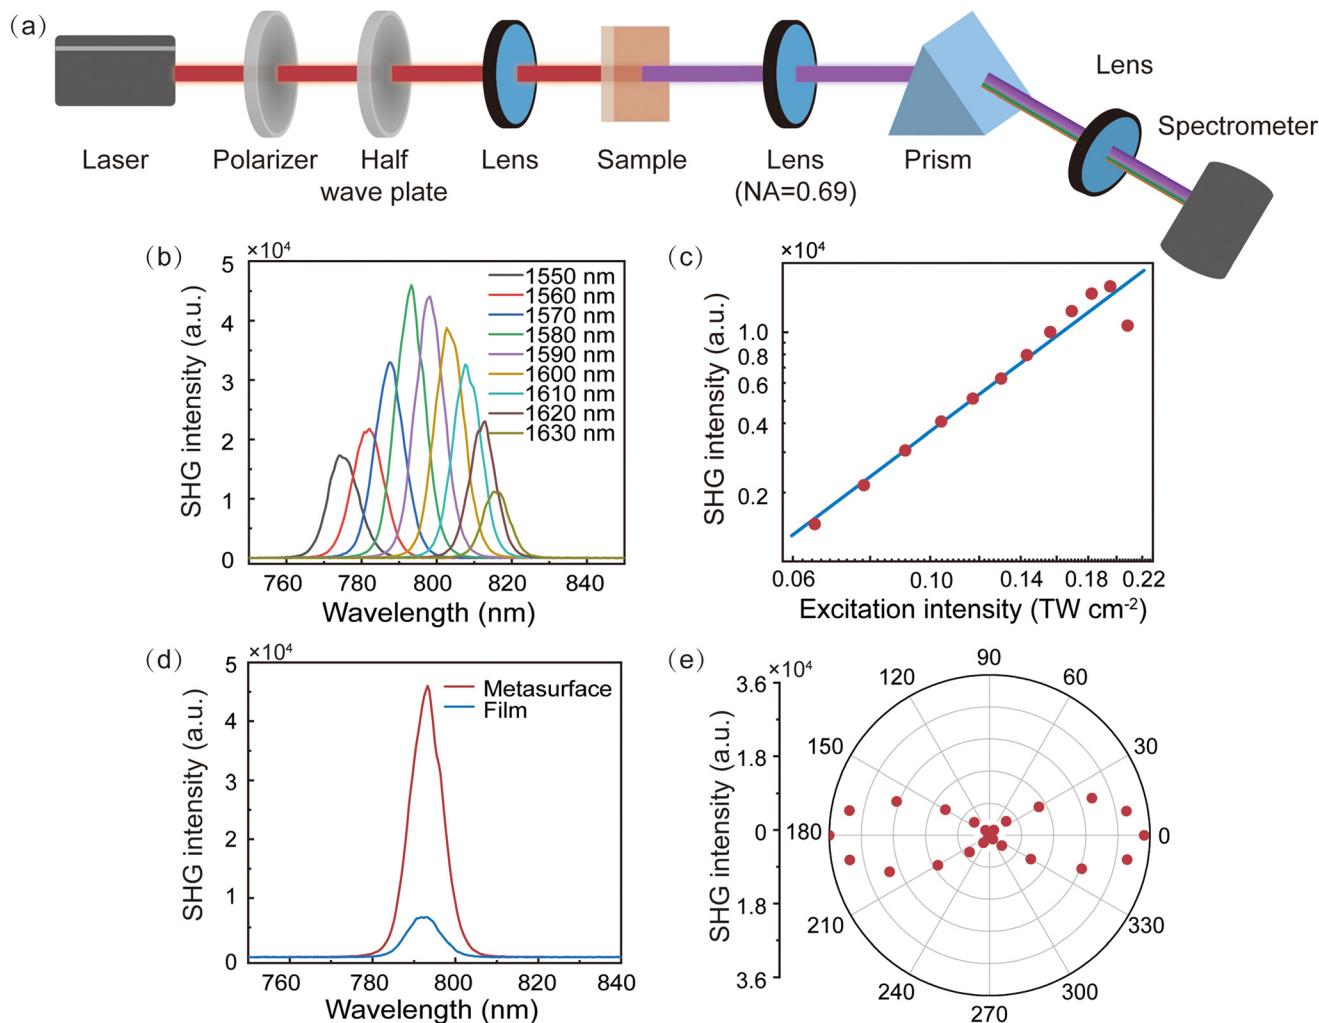 (a)
Laser
Polarizer
Half
wave plate
Lens
Sample
Lens
(NA=0.69)
Prism
Lens
Spectrometer
(b)
×10⁴
5
4
3
2
1
0
SHG intensity (a.u.)
1550 nm
1560 nm
1570 nm
1580 nm
1590 nm
1600 nm
1610 nm
1620 nm
1630 nm
760 780 800 820 840
Wavelength (nm)
(c)
×10⁴
1.0
0.8
0.6
0.4
0.2
SHG intensity (a.u.)
0.06 0.10 0.14 0.18 0.22
Excitation intensity (TW cm⁻²)
(d)
×10⁴
5
4
3
2
1
0
SHG intensity (a.u.)
Metasurface
Film
760 780 800 820 840
Wavelength (nm)
(e)
×10⁴
3.6
1.8
0
1.8
3.6
SHG intensity (a.u.)
90
120 60
150 30
180 0
210 330
240 300
270